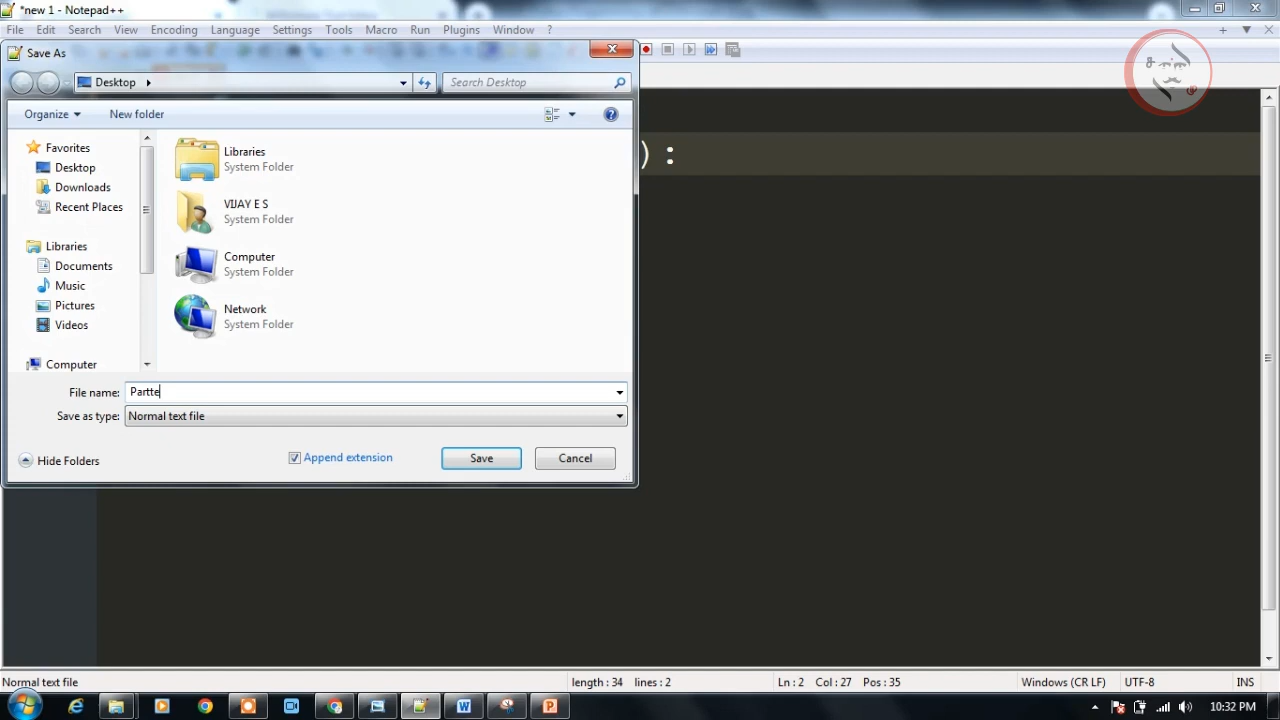 *new 1 - Notepad++
File Edit Search View Encoding Language Settings Tools Macro Run Plugins Window ?
Save As
Desktop
Search Desktop
Organize New folder
Favorites
Desktop
Downloads
Recent Places
Libraries
Documents
Music
Pictures
Videos
Computer
Libraries
System Folder
VIJAY E S
System Folder
Computer
System Folder
Network
System Folder
) :
File name: Partte
Save as type: Normal text file
Hide Folders
Append extension
Save
Cancel
Normal text file length : 34 lines : 2 Ln : 2 Col : 27 Pos : 35 Windows (CR LF) UTF-8 INS
10:32 PM